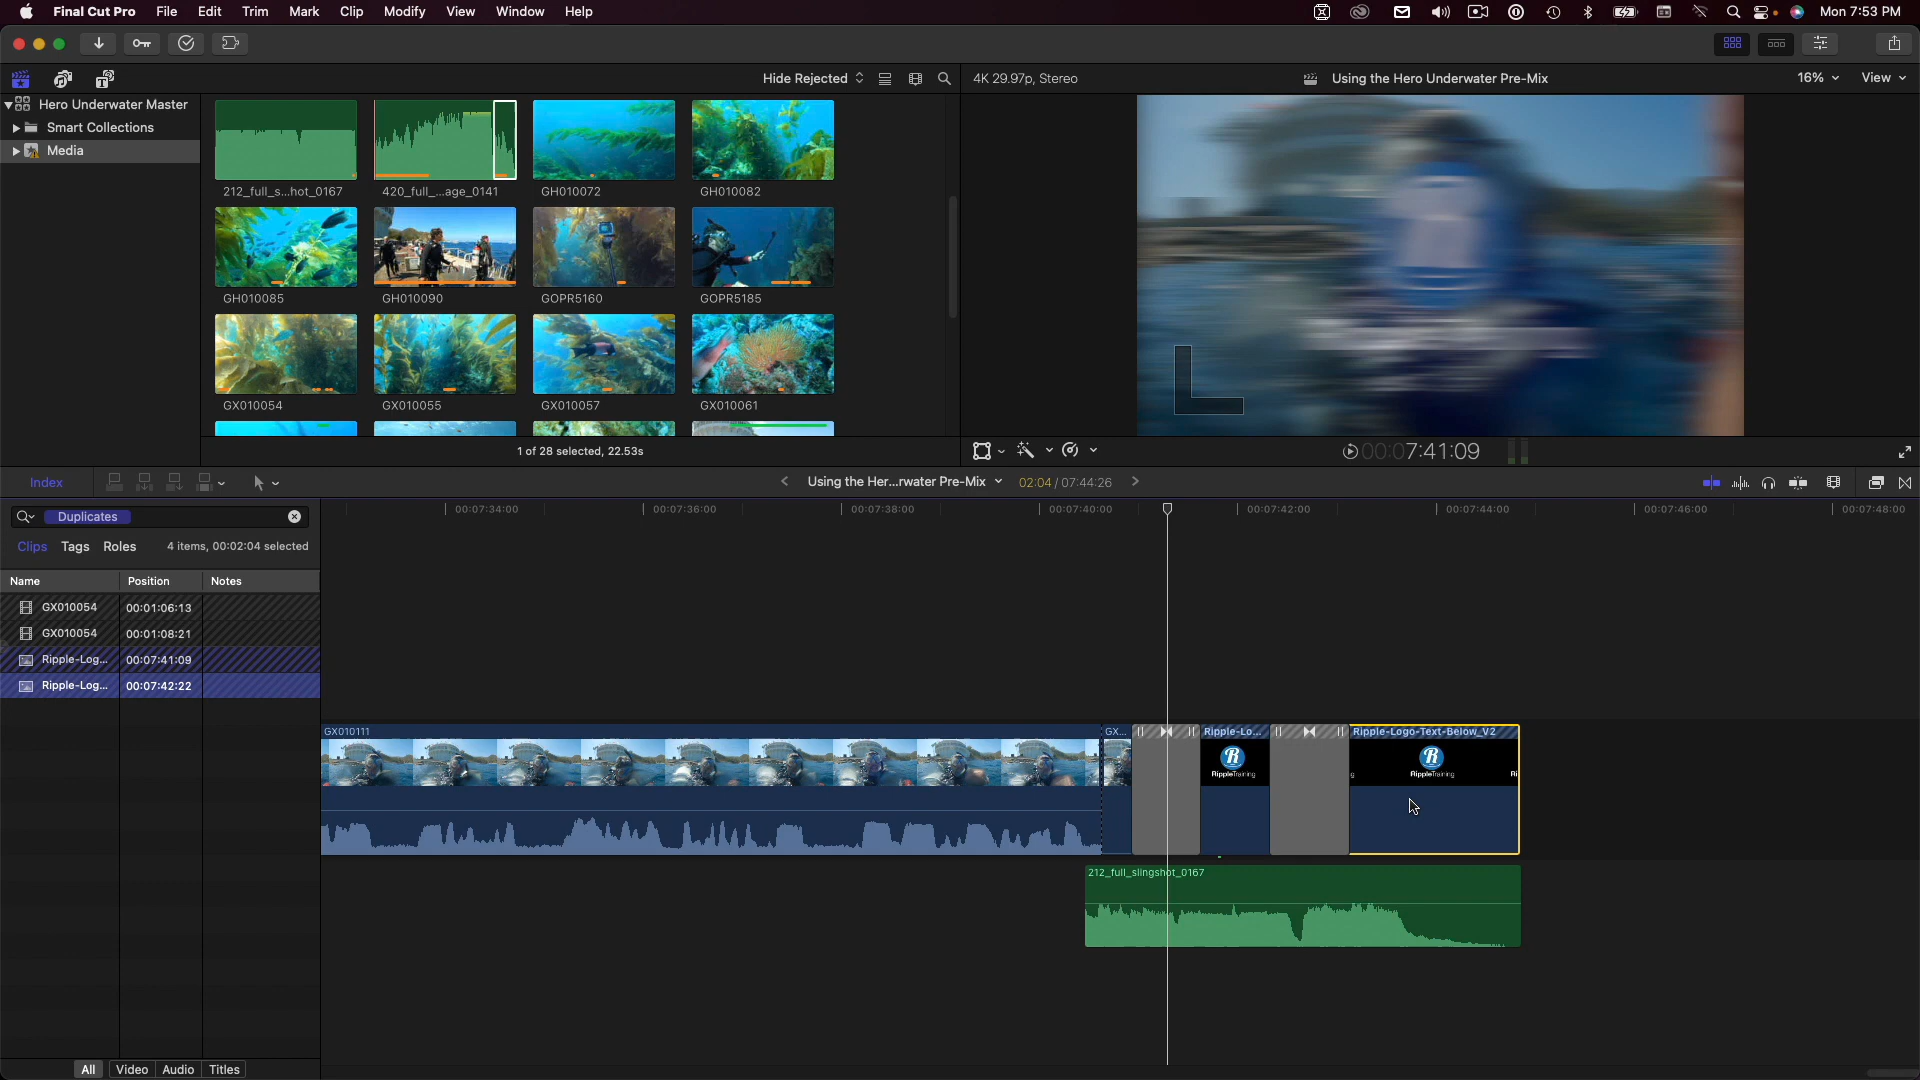 Final Cut Pro File Edit Trim Mark Clip Modify View Window Help Mon 7:53 PM
Hide Rejected 4K 29.97p, Stereo Using the Hero Underwater Pre-Mix 16% View
Hero Underwater Master
Smart Collections
Media
212_full_s...hot_0167 420_full_...age_0141 GH010072 GH010082
GH010085 GH010090 GOPR5160 GOPR5185
GX010054 GX010055 GX010057 GX010061
1 of 28 selected, 22.53s
00:00:07:41:09
Index Using the Her...rwater Pre-Mix 02:04 / 07:44:26
Duplicates
00:07:34:00 00:07:36:00 00:07:38:00 00:07:40:00 00:07:42:00 00:07:44:00 00:07:46:00 00:07:48:00
Clips Tags Roles 4 items, 00:02:04 selected
Name Position Notes
GX010054 00:01:06:13
GX010054 00:01:08:21
Ripple-Log... 00:07:41:09
Ripple-Log... 00:07:42:22
GX010111 GX... Ripple-Lo... Ripple-Logo-Text-Below_V2
R R
RippleTraining RippleTraining
212_full_slingshot_0167
All Video Audio Titles